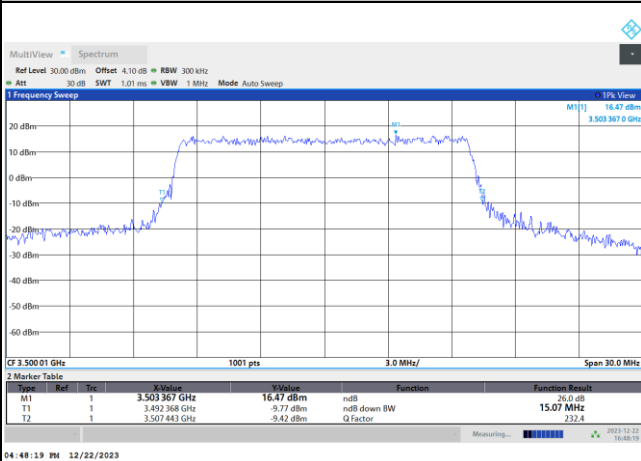 MultiView Spectrum
Ref Level 30.00 dBm Offset 4.10 dB RBW 300 kHz
Att 30 dB SWT 1.01 ms VBW 1 MHz Mode Auto Sweep
1 Frequency Sweep 1Pk View
M1[1] 16.47 dBm
3.503 367 0 GHz
M1
20 dBm
10 dBm
0 dBm
T1 T2
-10 dBm
-20 dBm
-30 dBm
-40 dBm
-50 dBm
-60 dBm
CF 3.500 01 GHz 1001 pts 3.0 MHz/ Span 30.0 MHz
2 Marker Table
Type Ref Trc X-Value Y-Value Function Function Result
M1 1 3.503 367 GHz 16.47 dBm ndB 26.0 dB
T1 1 3.492 368 GHz -9.77 dBm ndB down BW 15.07 MHz
T2 1 3.507 443 GHz -9.42 dBm Q Factor 232.4
Measuring... 2023-12-22
16:48:19
04:48:19 PM 12/22/2023